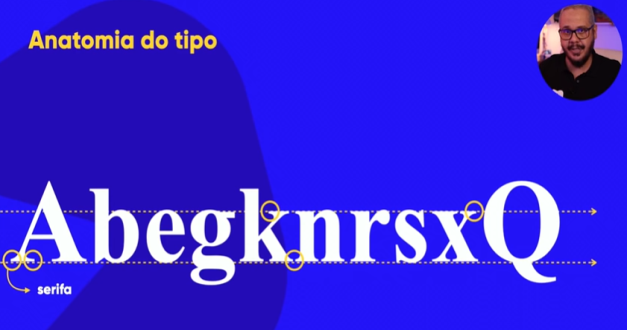 Anatomia do tipo
AbegknrsxQ
serifa